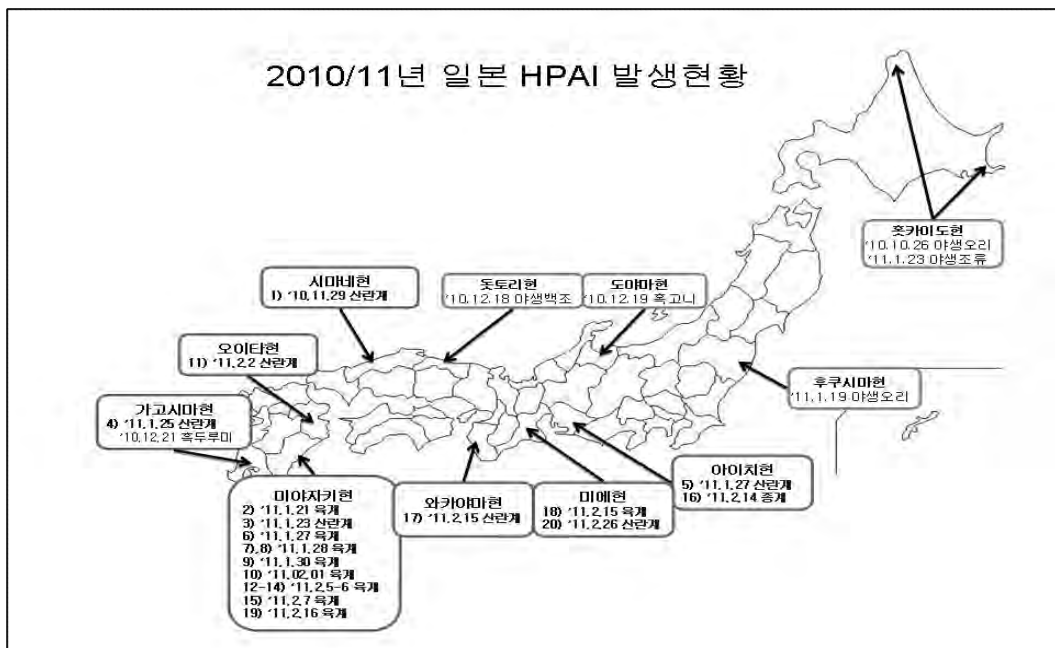 2010/11년 일본 HPAI 발생현황
홋카이도현
'10.10.26 야생오리
'11.1.23 야생조류
시마네현
1) '10.11.29 산란계
돗토리현
'10.12.18 야생백조
도야마현
'10.12.19 혹고니
오이타현
11) '11.2.2 산란계
후쿠시마현
'11.1.19 야생오리
가고시마현
4) '11.1.25 산란계
'10.12.21 흑두루미
아이치현
5) '11.1.27 산란계
16) '11.2.14 종계
미야자키현
2) '11.1.21 육계
3) '11.1.23 산란계
6) '11.1.27 육계
7),8) '11.1.28 육계
9) '11.1.30 육계
10) '11.02.01 육계
12-14) '11.2.5-6 육계
15) '11.2.7 육계
19) '11.2.16 육계
와카야마현
17) '11.2.15 산란계
미에현
18) '11.2.15 육계
20) '11.2.26 산란계